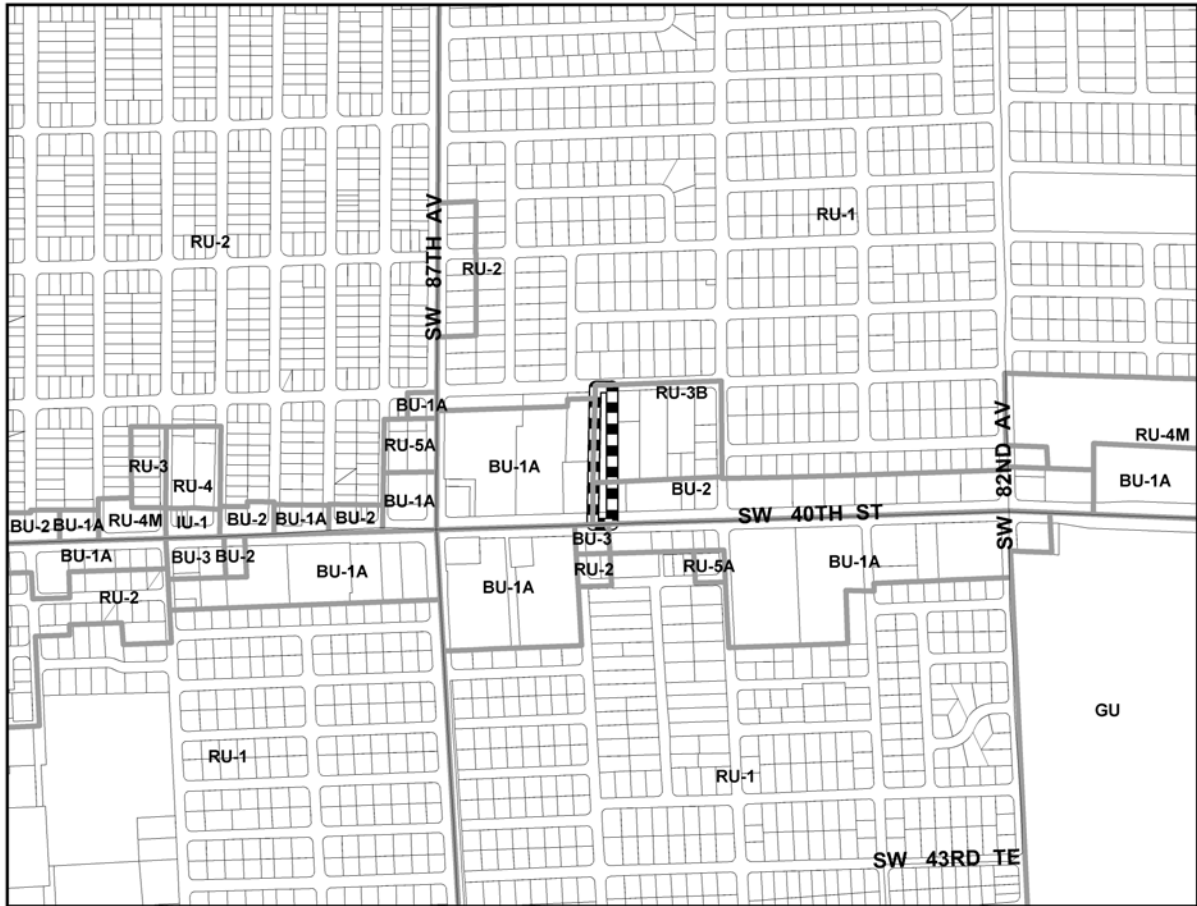 RU-1
RU-2
SW 87TH AV
RU-2
RU-3B
BU-1A
SW 82ND AV
RU-4M
RU-5A
RU-3
BU-1A
RU-4
BU-1A
BU-2
BU-1A
SW 40TH ST
BU-2
BU-1A
RU-4M
IU-1
BU-2
BU-1A
BU-2
BU-3
BU-1A
BU-3
BU-2
BU-1A
BU-1A
RU-2
RU-5A
BU-1A
RU-2
GU
RU-1
RU-1
SW 43RD TE